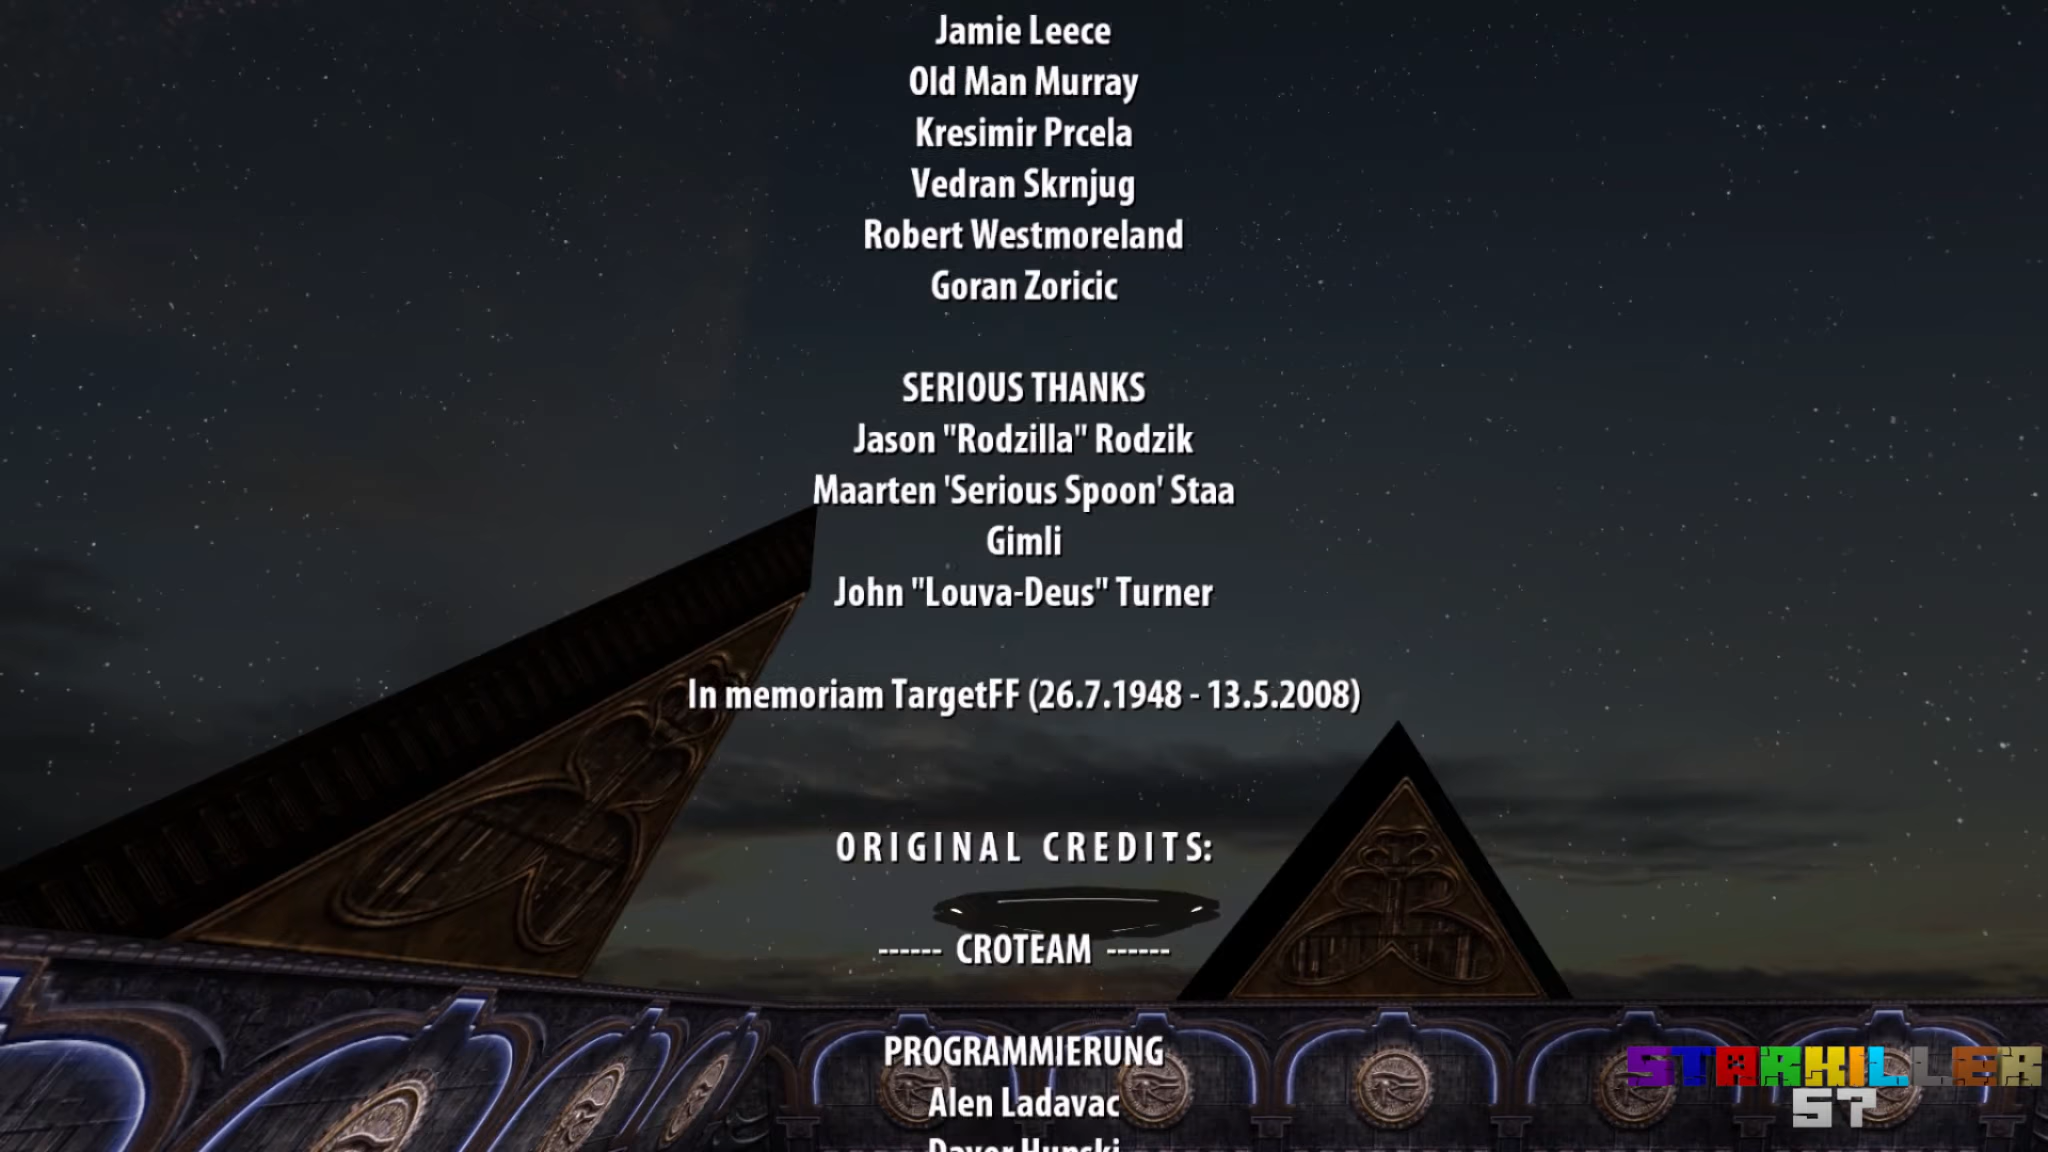 Jamie Leece
Old Man Murray
Kresimir Prcela
Vedran Skrnjug
Robert Westmoreland
Goran Zoricic
SERIOUS THANKS
Jason "Rodzilla" Rodzik
Maarten 'Serious Spoon' Staa
Gimli
John "Louva-Deus" Turner
In memoriam TargetFF (26.7.1948 - 13.5.2008)
ORIGINAL CREDITS:
------ CROTEAM ------
PROGRAMMIERUNG
Alen Ladavac
Davor Hunski
STARKILLER
57